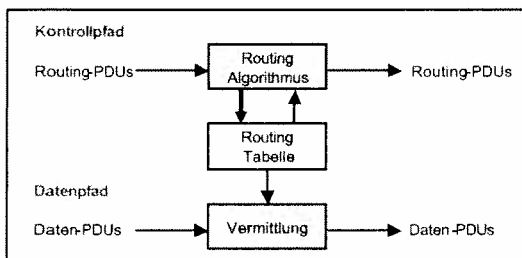 Kontrollpfad
Routing-PDUs
Routing
Algorithmus
Routing-PDUs
Routing
Tabelle
Datenpfad
Daten-PDUs
Vermittlung
Daten-PDUs